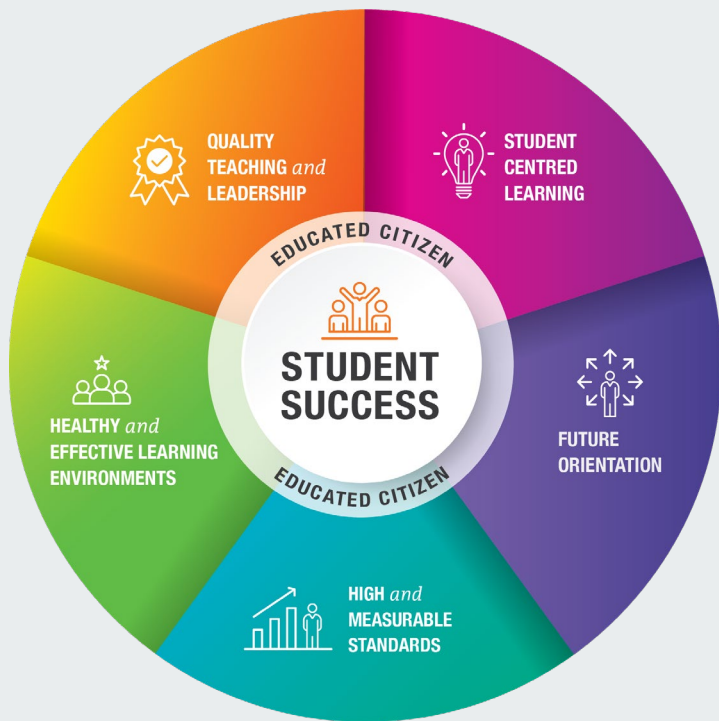 QUALITY
TEACHING and
LEADERSHIP
STUDENT
CENTRED
LEARNING
EDUCATED CITIZEN
STUDENT
SUCCESS
HEALTHY and
EFFECTIVE LEARNING
ENVIRONMENTS
FUTURE
ORIENTATION
EDUCATED CITIZEN
HIGH and
MEASURABLE
STANDARDS